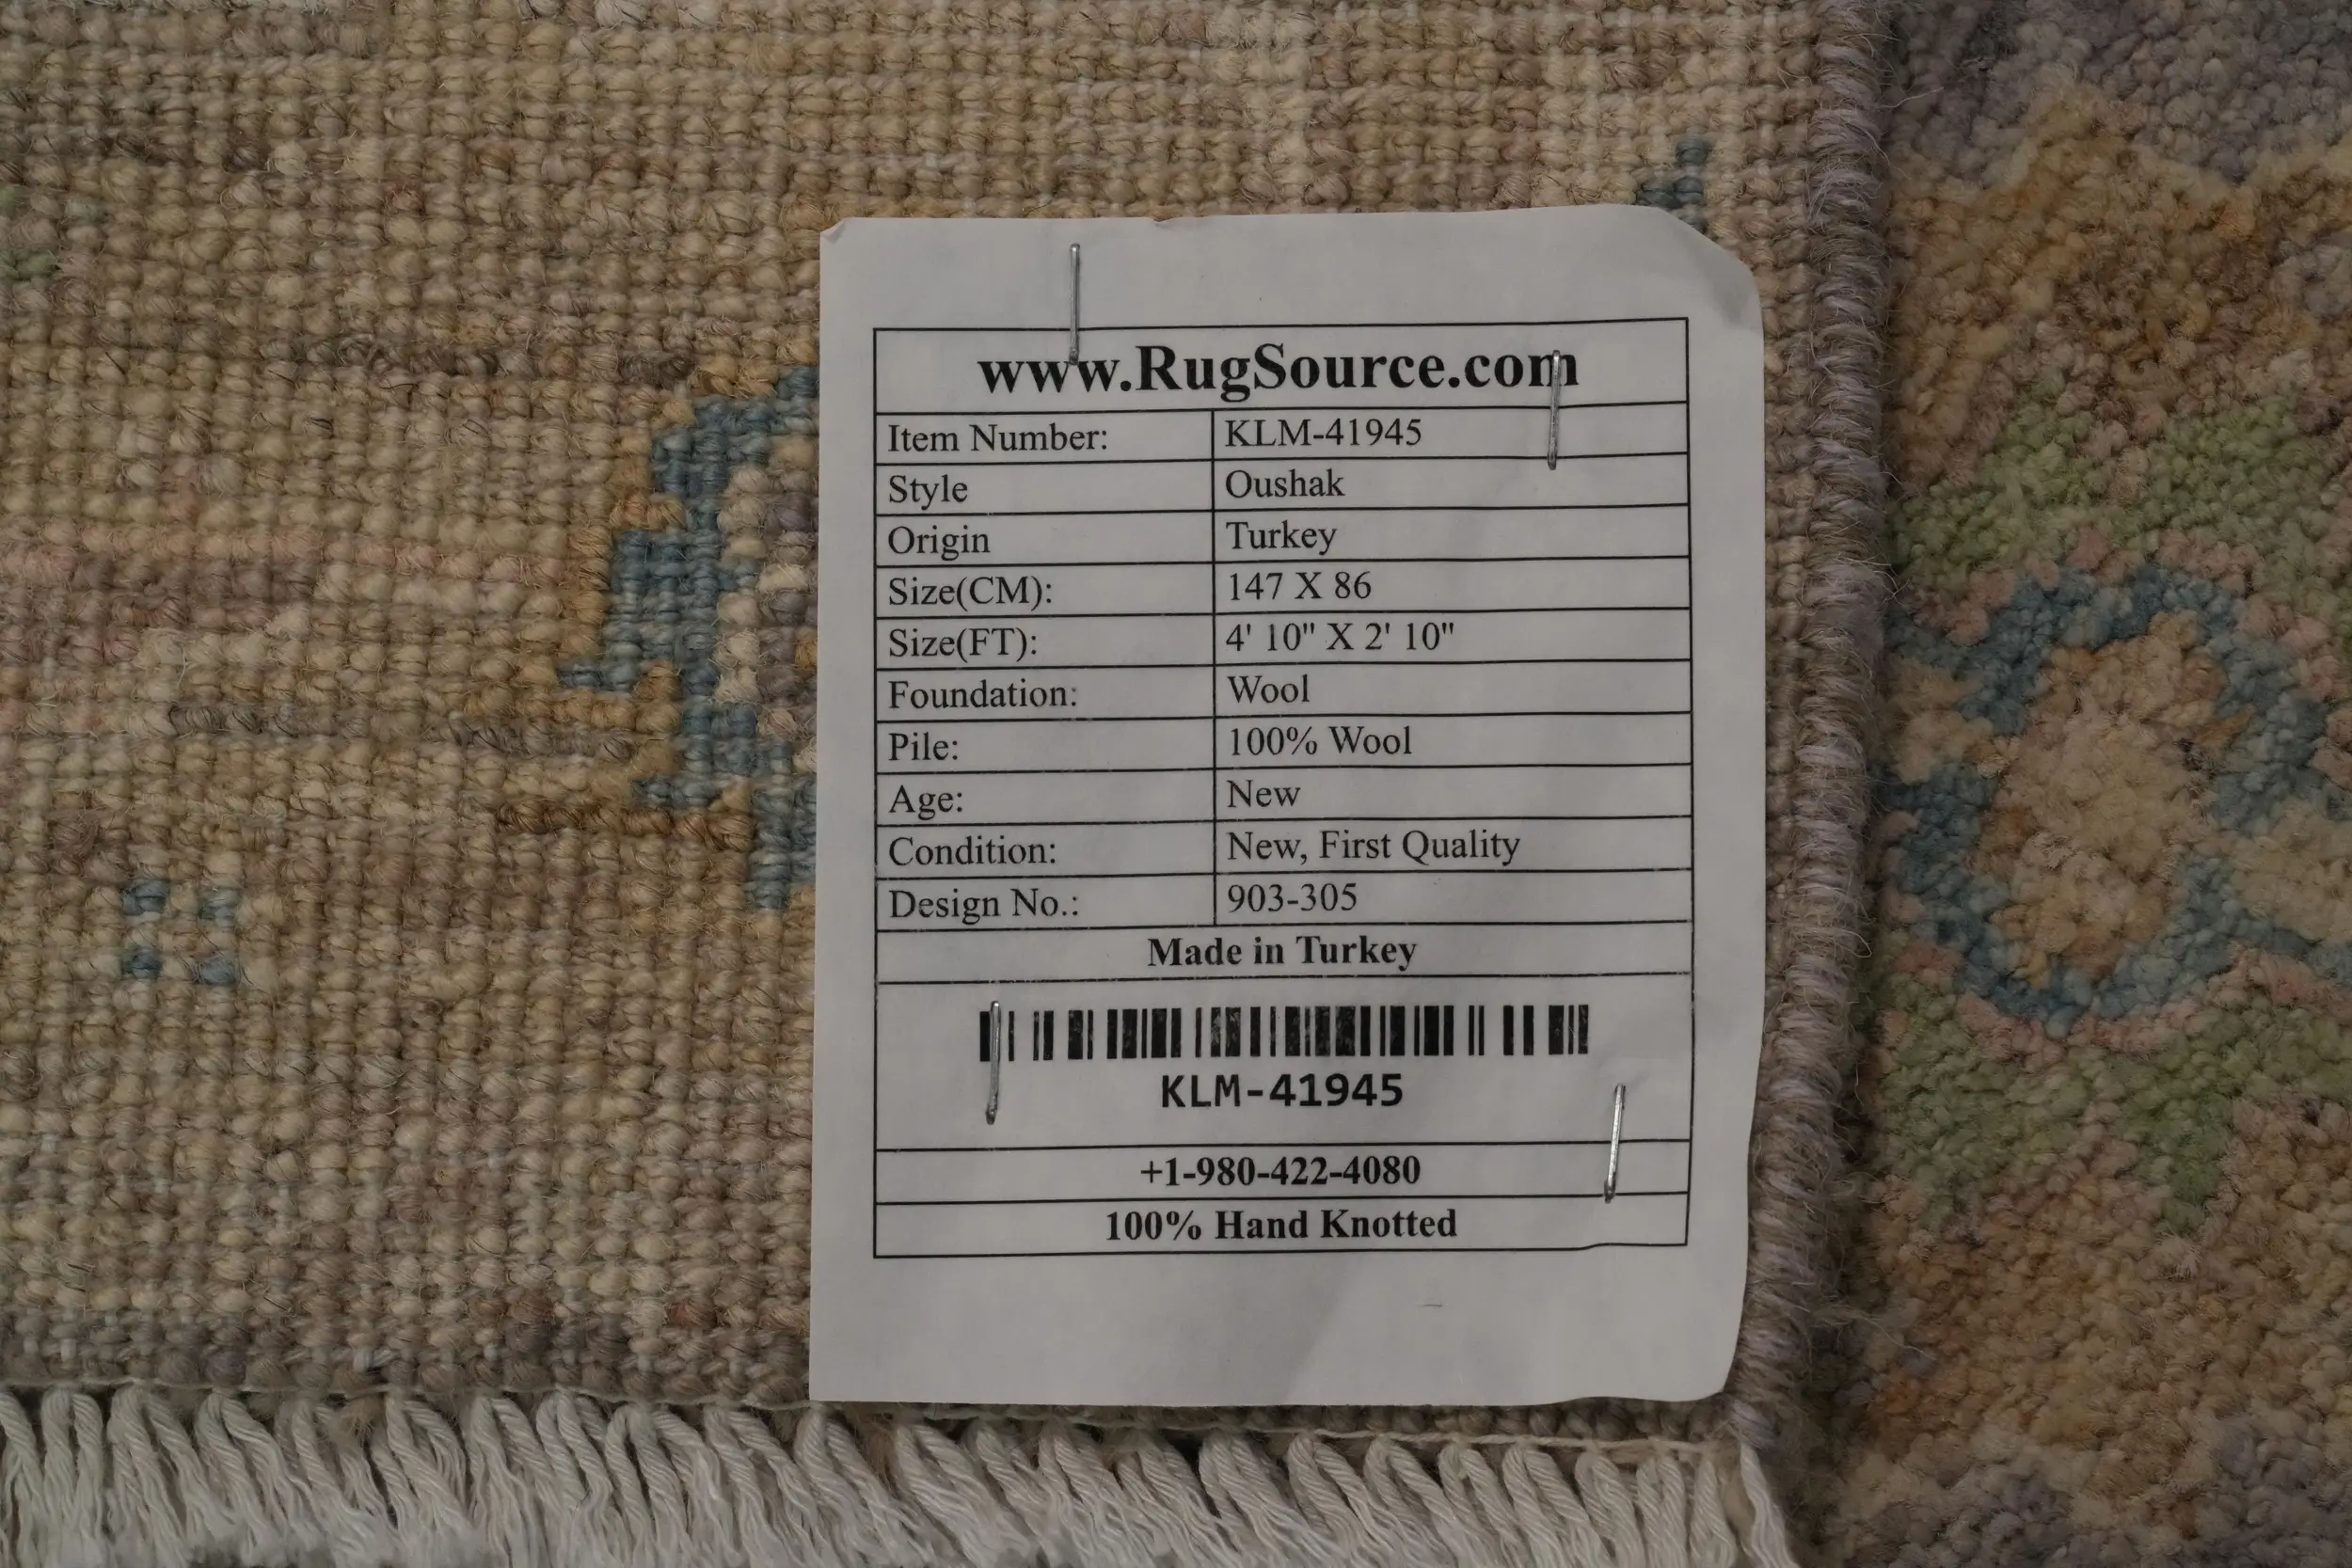 www.RugSource.com
Item Number: KLM-41945
Style Oushak
Origin Turkey
Size(CM): 147 X 86
Size(FT): 4' 10" X 2' 10"
Foundation: Wool
Pile: 100% Wool
Age: New
Condition: New, First Quality
Design No.: 903-305
Made in Turkey
KLM-41945
+1-980-422-4080
100% Hand Knotted